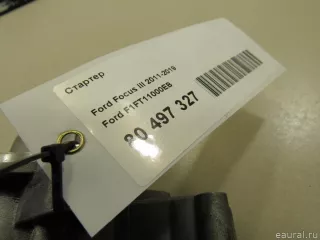 Стартер
Ford Focus III 2011-2019
Ford F1FT11000EB
80 497 327
© eaural.ru